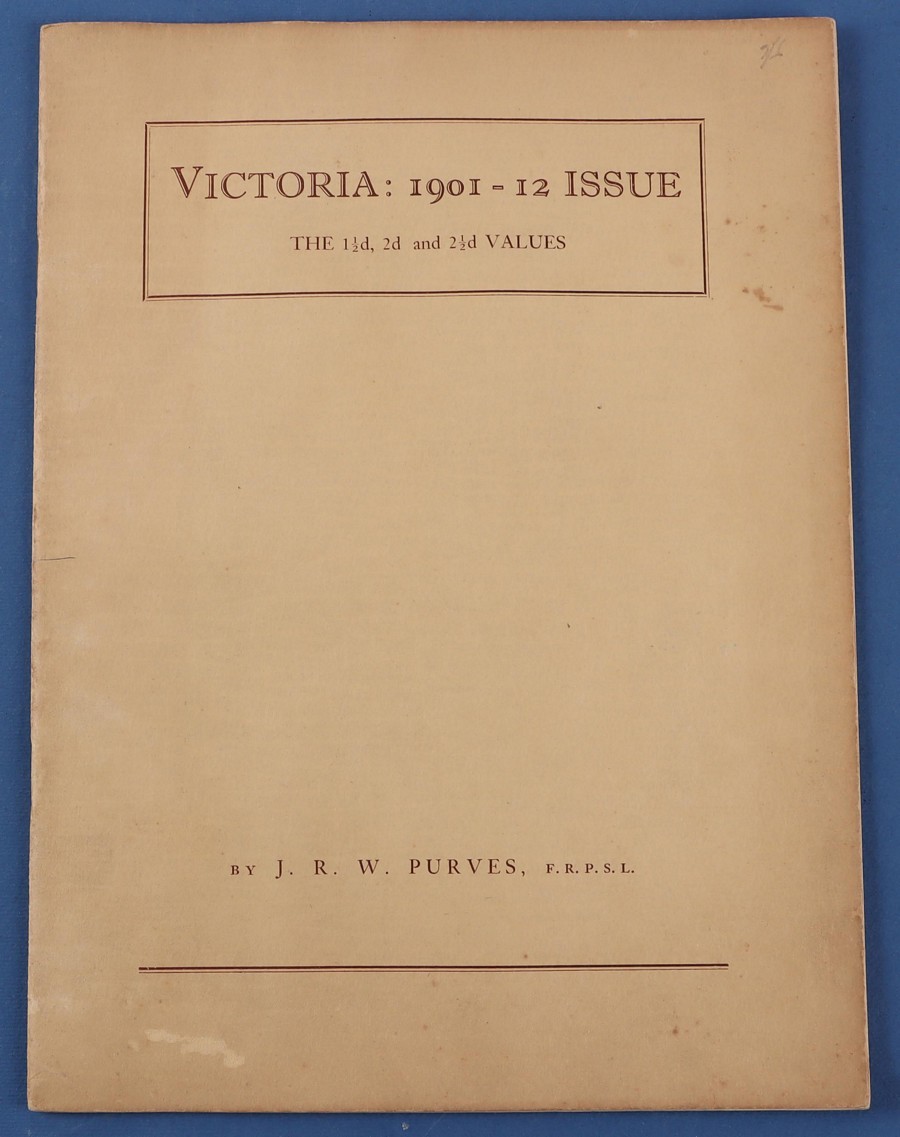 VICTORIA: 1901-12 ISSUE
THE 1½d, 2d and 2½d VALUES
BY J. R. W. PURVES, F.R.P.S.L.